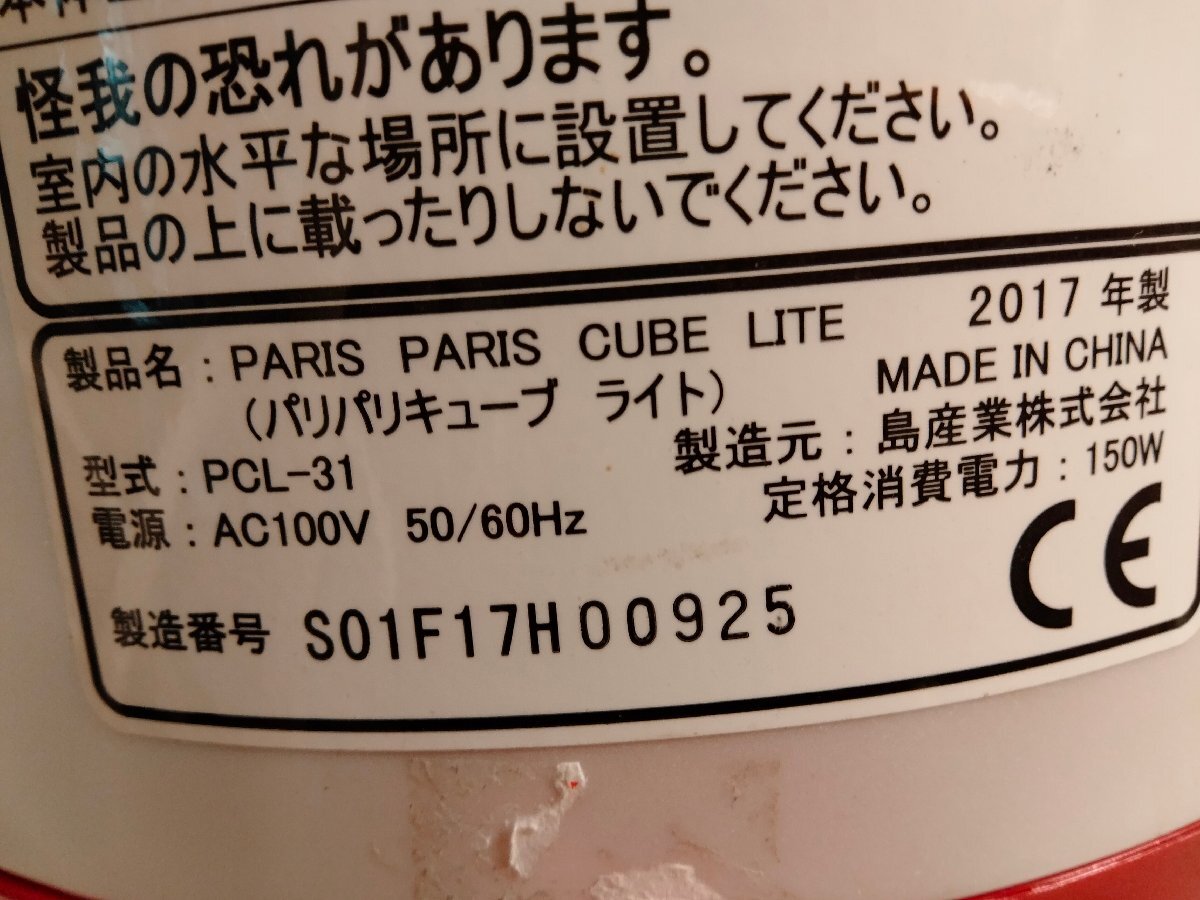 怪我の恐れがあります。
室内の水平な場所に設置してください。
製品の上に載ったりしないでください。
製品名：PARIS PARIS CUBE LITE
（パリパリキューブ ライト）
2017 年製
MADE IN CHINA
型式：PCL-31
製造元：島産業株式会社
電源：AC100V 50/60Hz
定格消費電力：150W
CE
製造番号 S01F17H00925